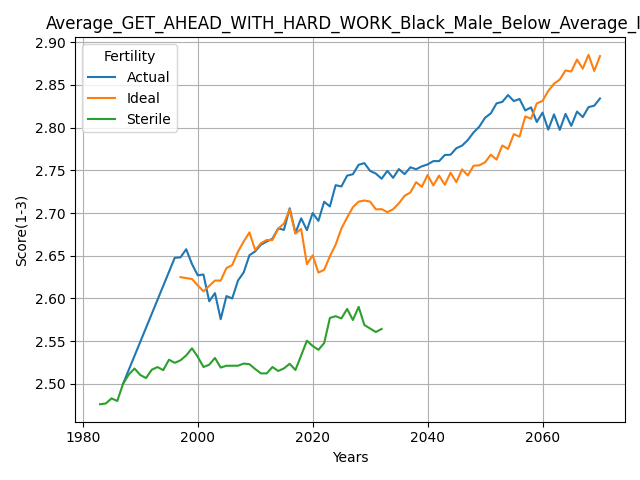 Average_GET_AHEAD_WITH_HARD_WORK_Black_Male_Below_Average_I
2.90
2.85
2.80
2.75
2.70
2.65
2.60
2.55
2.50
Score(1-3)
Fertility
Actual
Ideal
Sterile
1980 2000 2020 2040 2060
Years